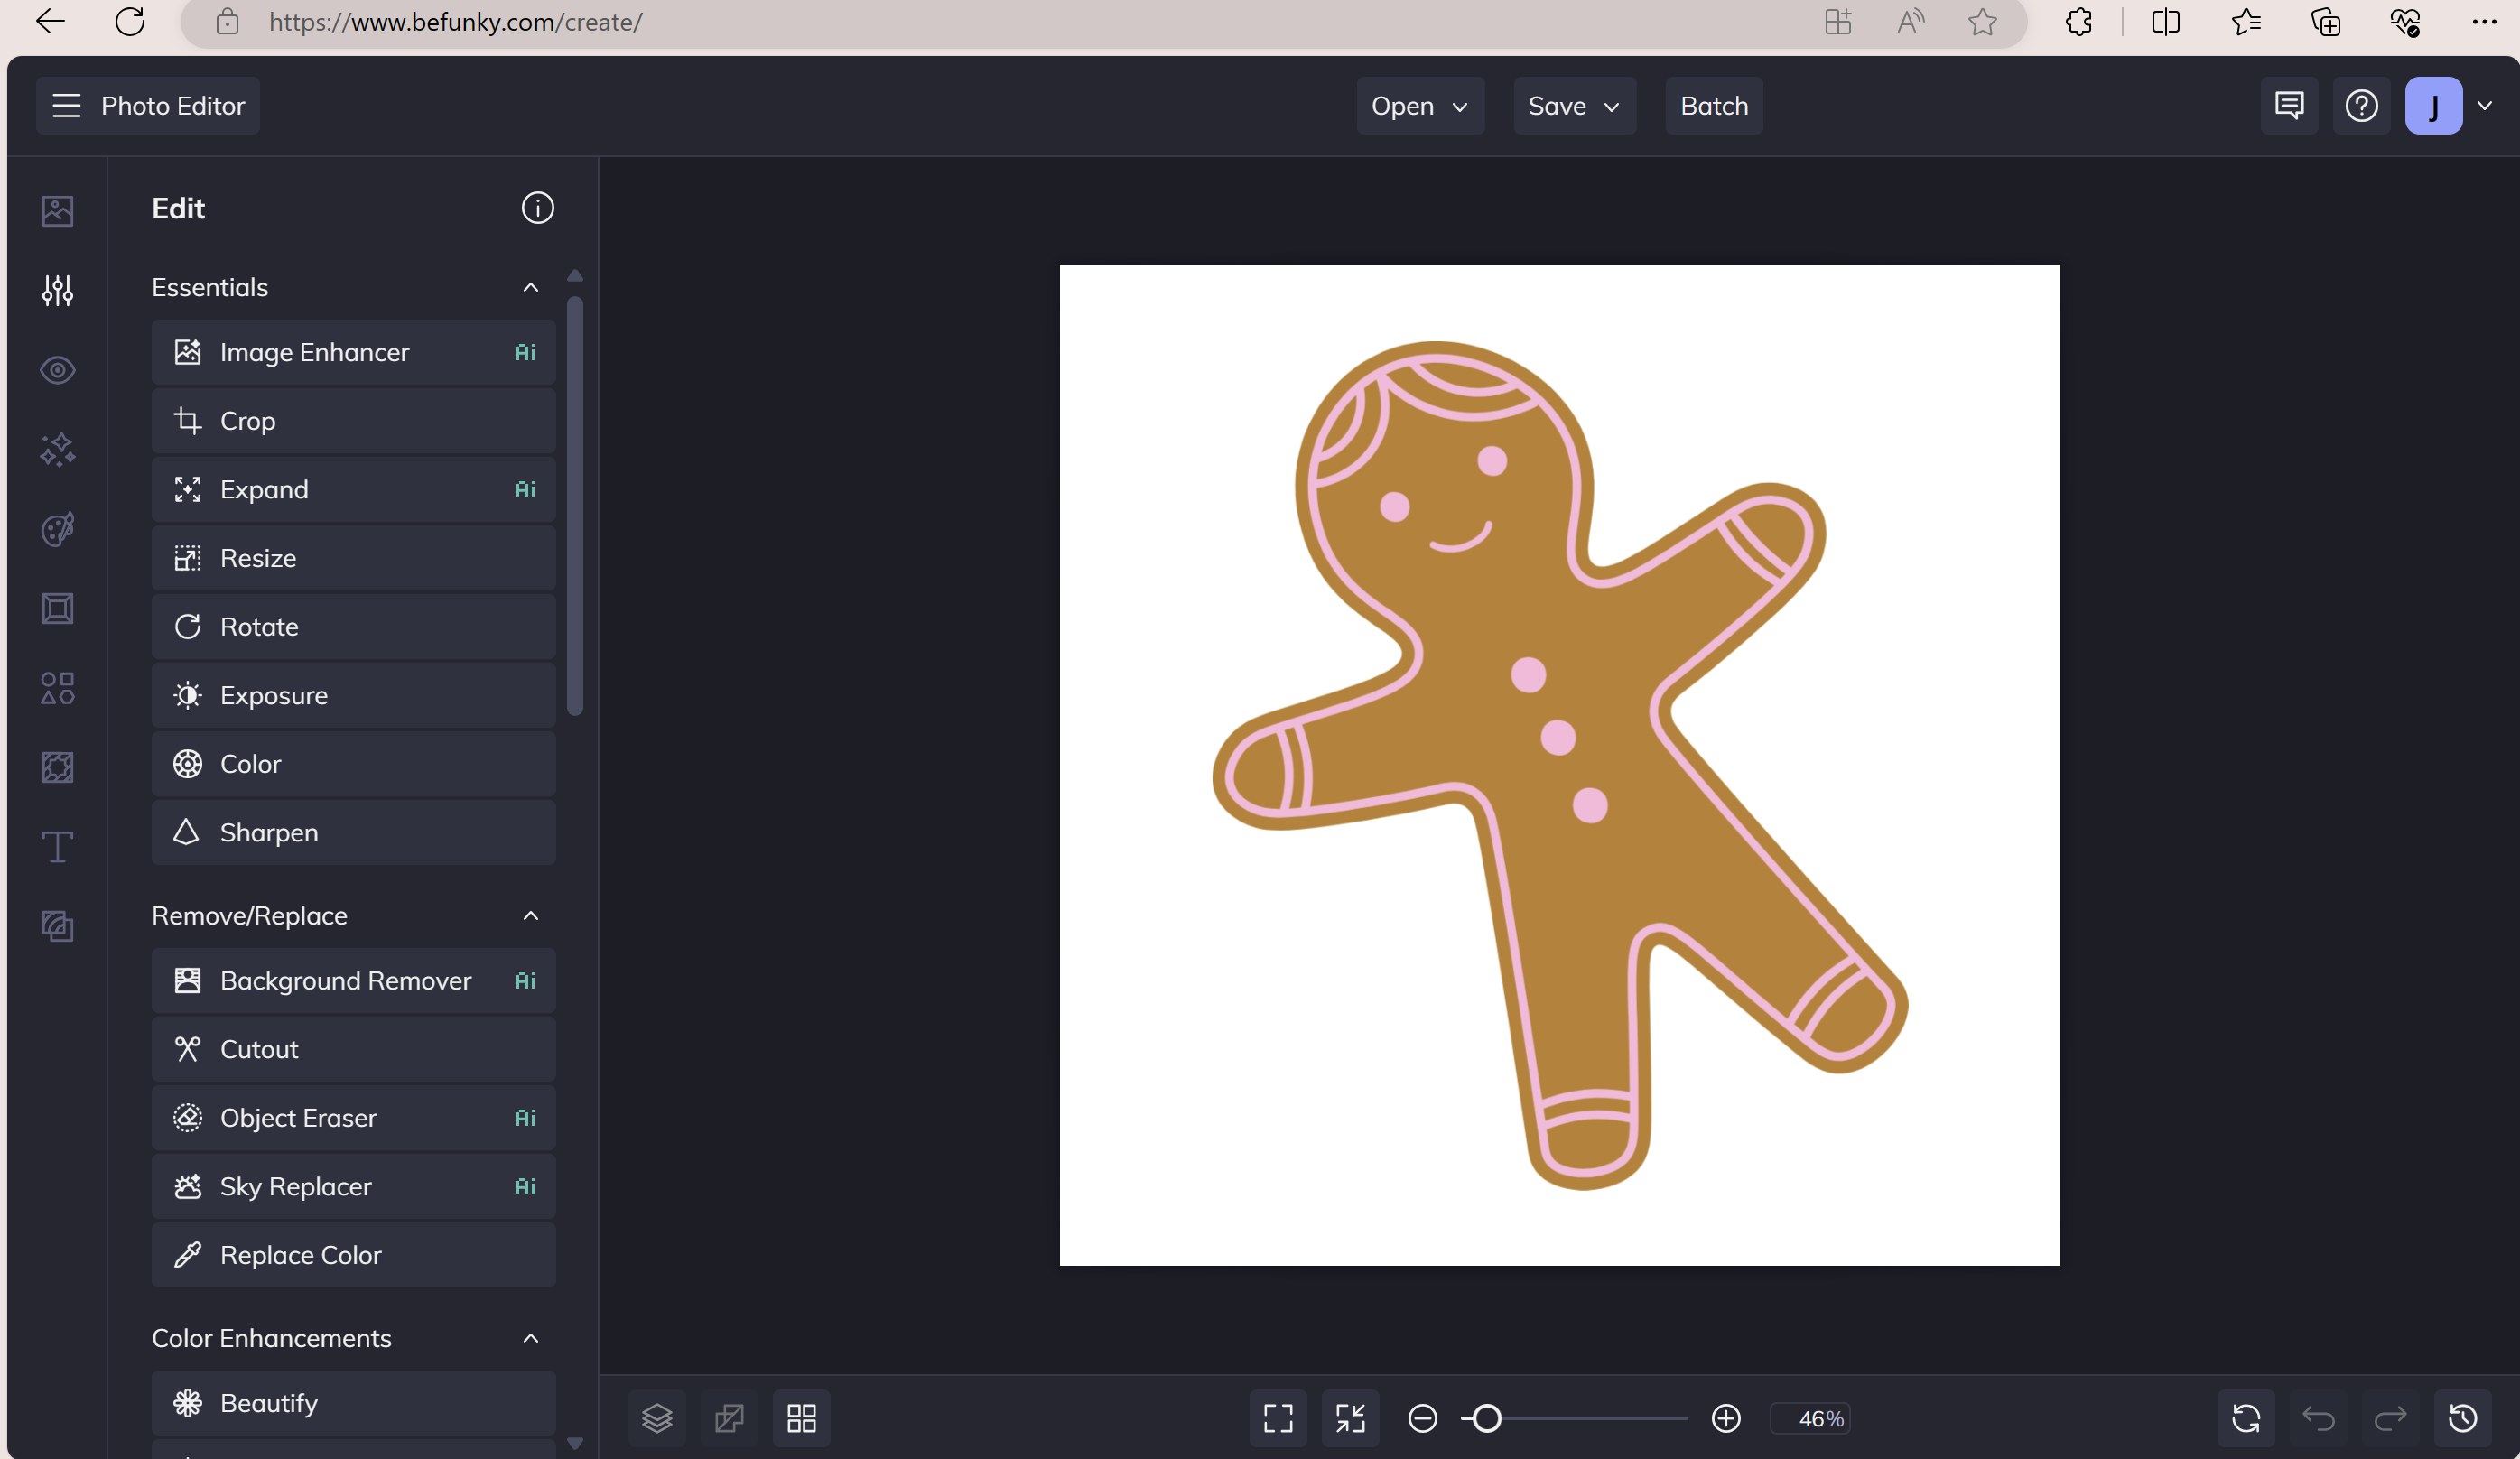 https://www.befunky.com/create/
Photo Editor
Open
Save
Batch
J
Edit
Essentials
Image Enhancer Ai
Crop
Expand Ai
Resize
Rotate
Exposure
Color
Sharpen
Remove/Replace
Background Remover Ai
Cutout
Object Eraser Ai
Sky Replacer Ai
Replace Color
Color Enhancements
Beautify
46%